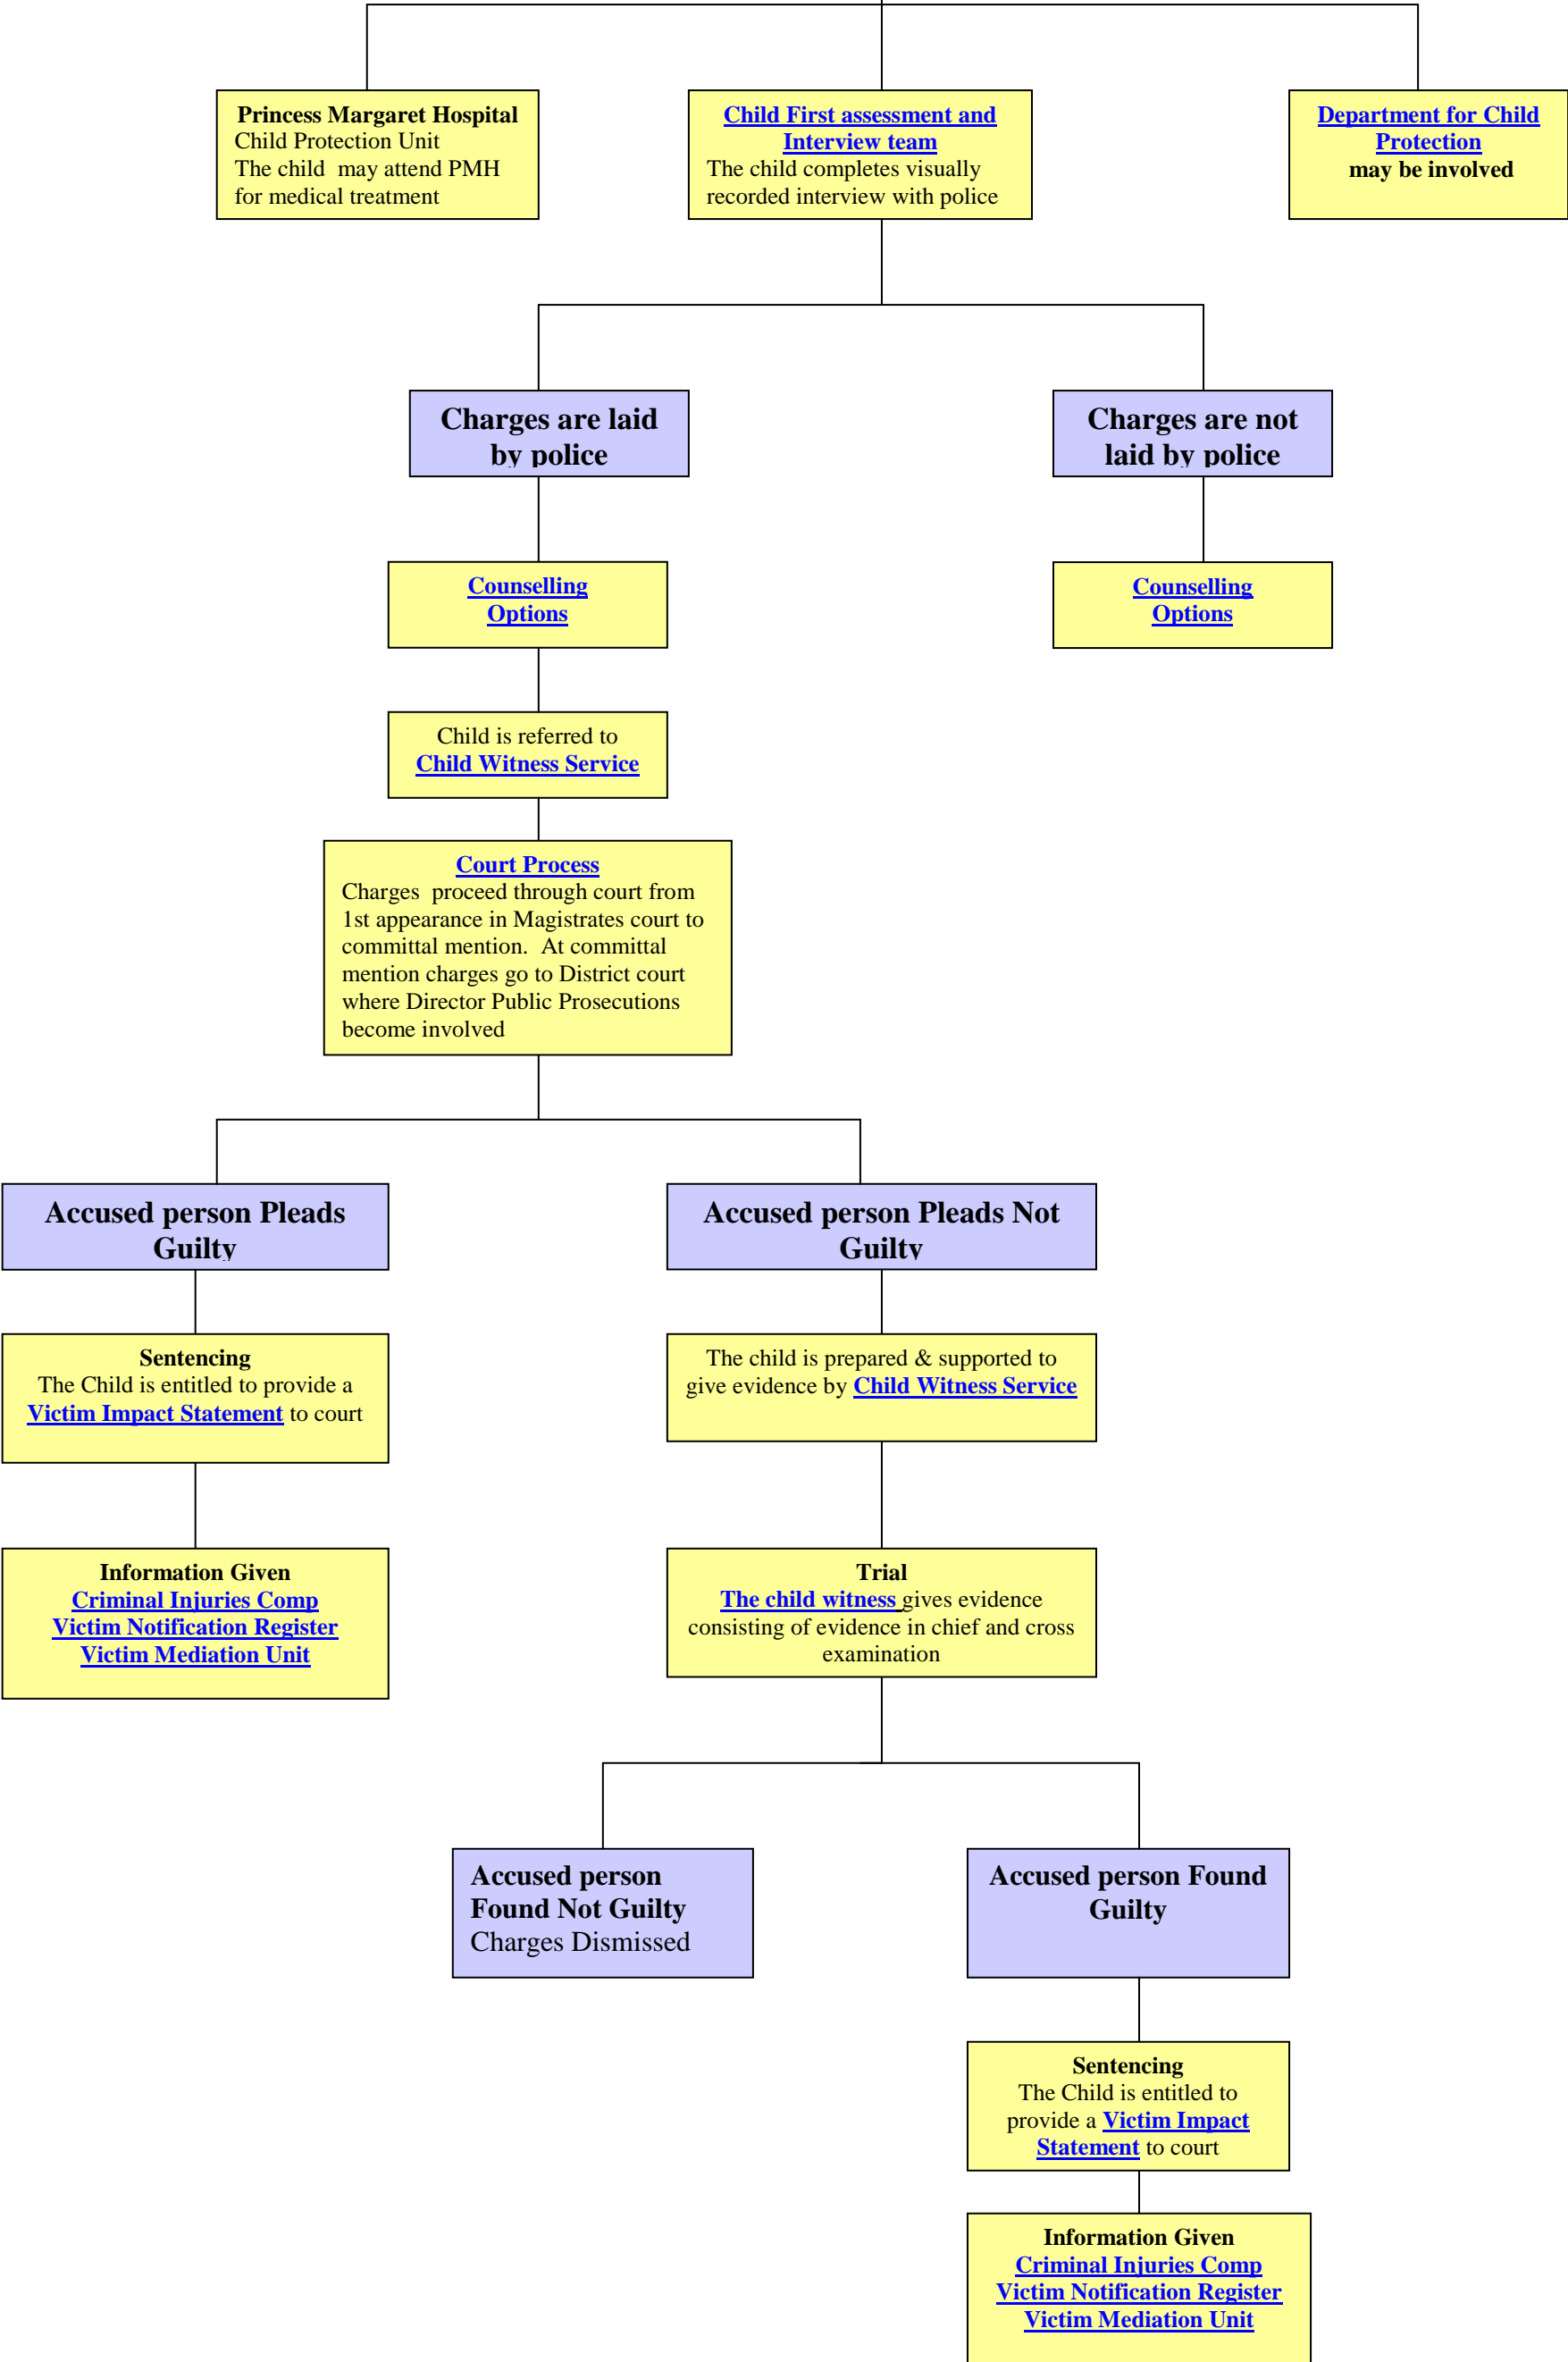 Princess Margaret Hospital
Child Protection Unit
The child  may attend PMH
for medical treatment
Child First assessment and
Interview team
The child completes visually
recorded interview with police
Department for Child
Protection
may be involved
Charges are laid
by police
Charges are not
laid by police
Counselling
Options
Counselling
Options
Child is referred to
Child Witness Service
Court Process
Charges  proceed through court from
1st appearance in Magistrates court to
committal mention.  At committal
mention charges go to District court
where Director Public Prosecutions
become involved
Accused person Pleads
Guilty
Accused person Pleads Not
Guilty
Sentencing
The Child is entitled to provide a
Victim Impact Statement to court
The child is prepared & supported to
give evidence by Child Witness Service
Information Given
Criminal Injuries Comp
Victim Notification Register
Victim Mediation Unit
Trial
The child witness gives evidence
consisting of evidence in chief and cross
examination
Accused person
Found Not Guilty
Charges Dismissed
Accused person Found
Guilty
Sentencing
The Child is entitled to
provide a Victim Impact
Statement to court
Information Given
Criminal Injuries Comp
Victim Notification Register
Victim Mediation Unit